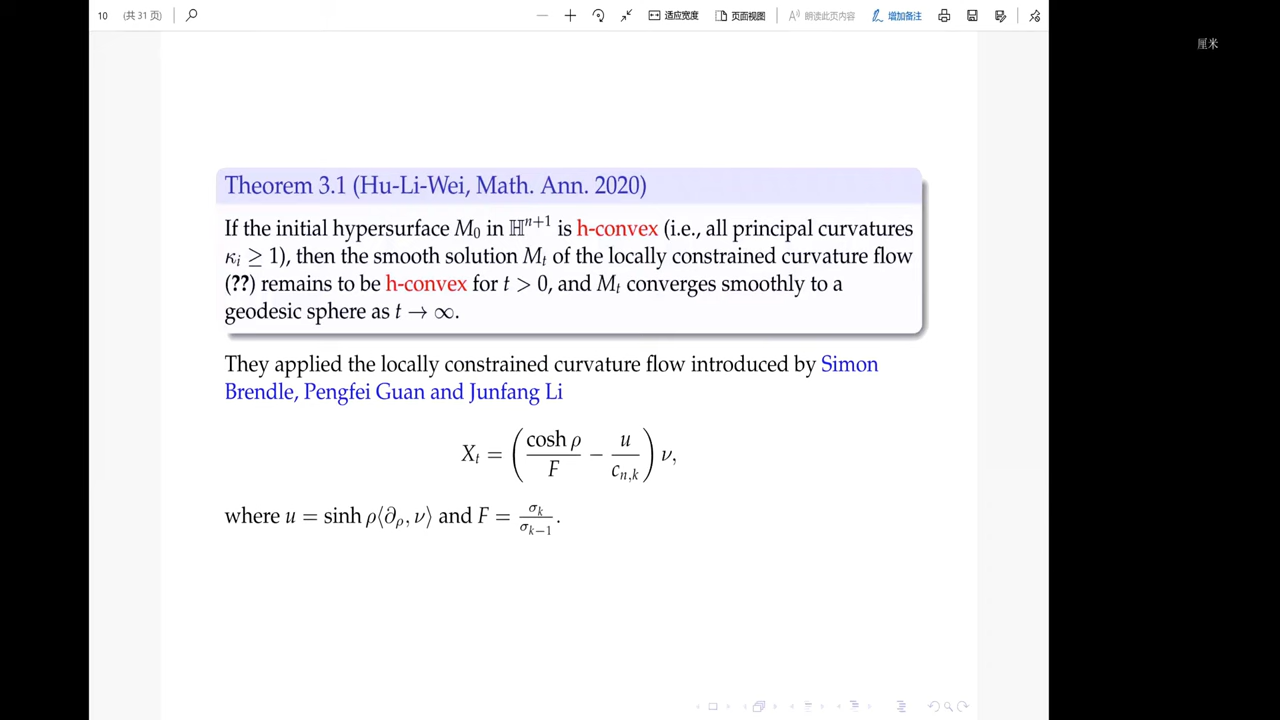 10 (共 31 页) 适应宽度 页面视图 朗读此页内容 增加备注
厘米
Theorem 3.1 (Hu-Li-Wei, Math. Ann. 2020)
If the initial hypersurface M₀ in ℍⁿ⁺¹ is h-convex (i.e., all principal curvatures
κᵢ ≥ 1), then the smooth solution Mₜ of the locally constrained curvature flow
(??) remains to be h-convex for t > 0, and Mₜ converges smoothly to a
geodesic sphere as t → ∞.
They applied the locally constrained curvature flow introduced by Simon
Brendle, Pengfei Guan and Junfang Li
Xₜ = (cosh ρ / F − u / c_{n,k}) ν,
where u = sinh ρ⟨∂_ρ, ν⟩ and F = σ_k / σ_{k−1}.